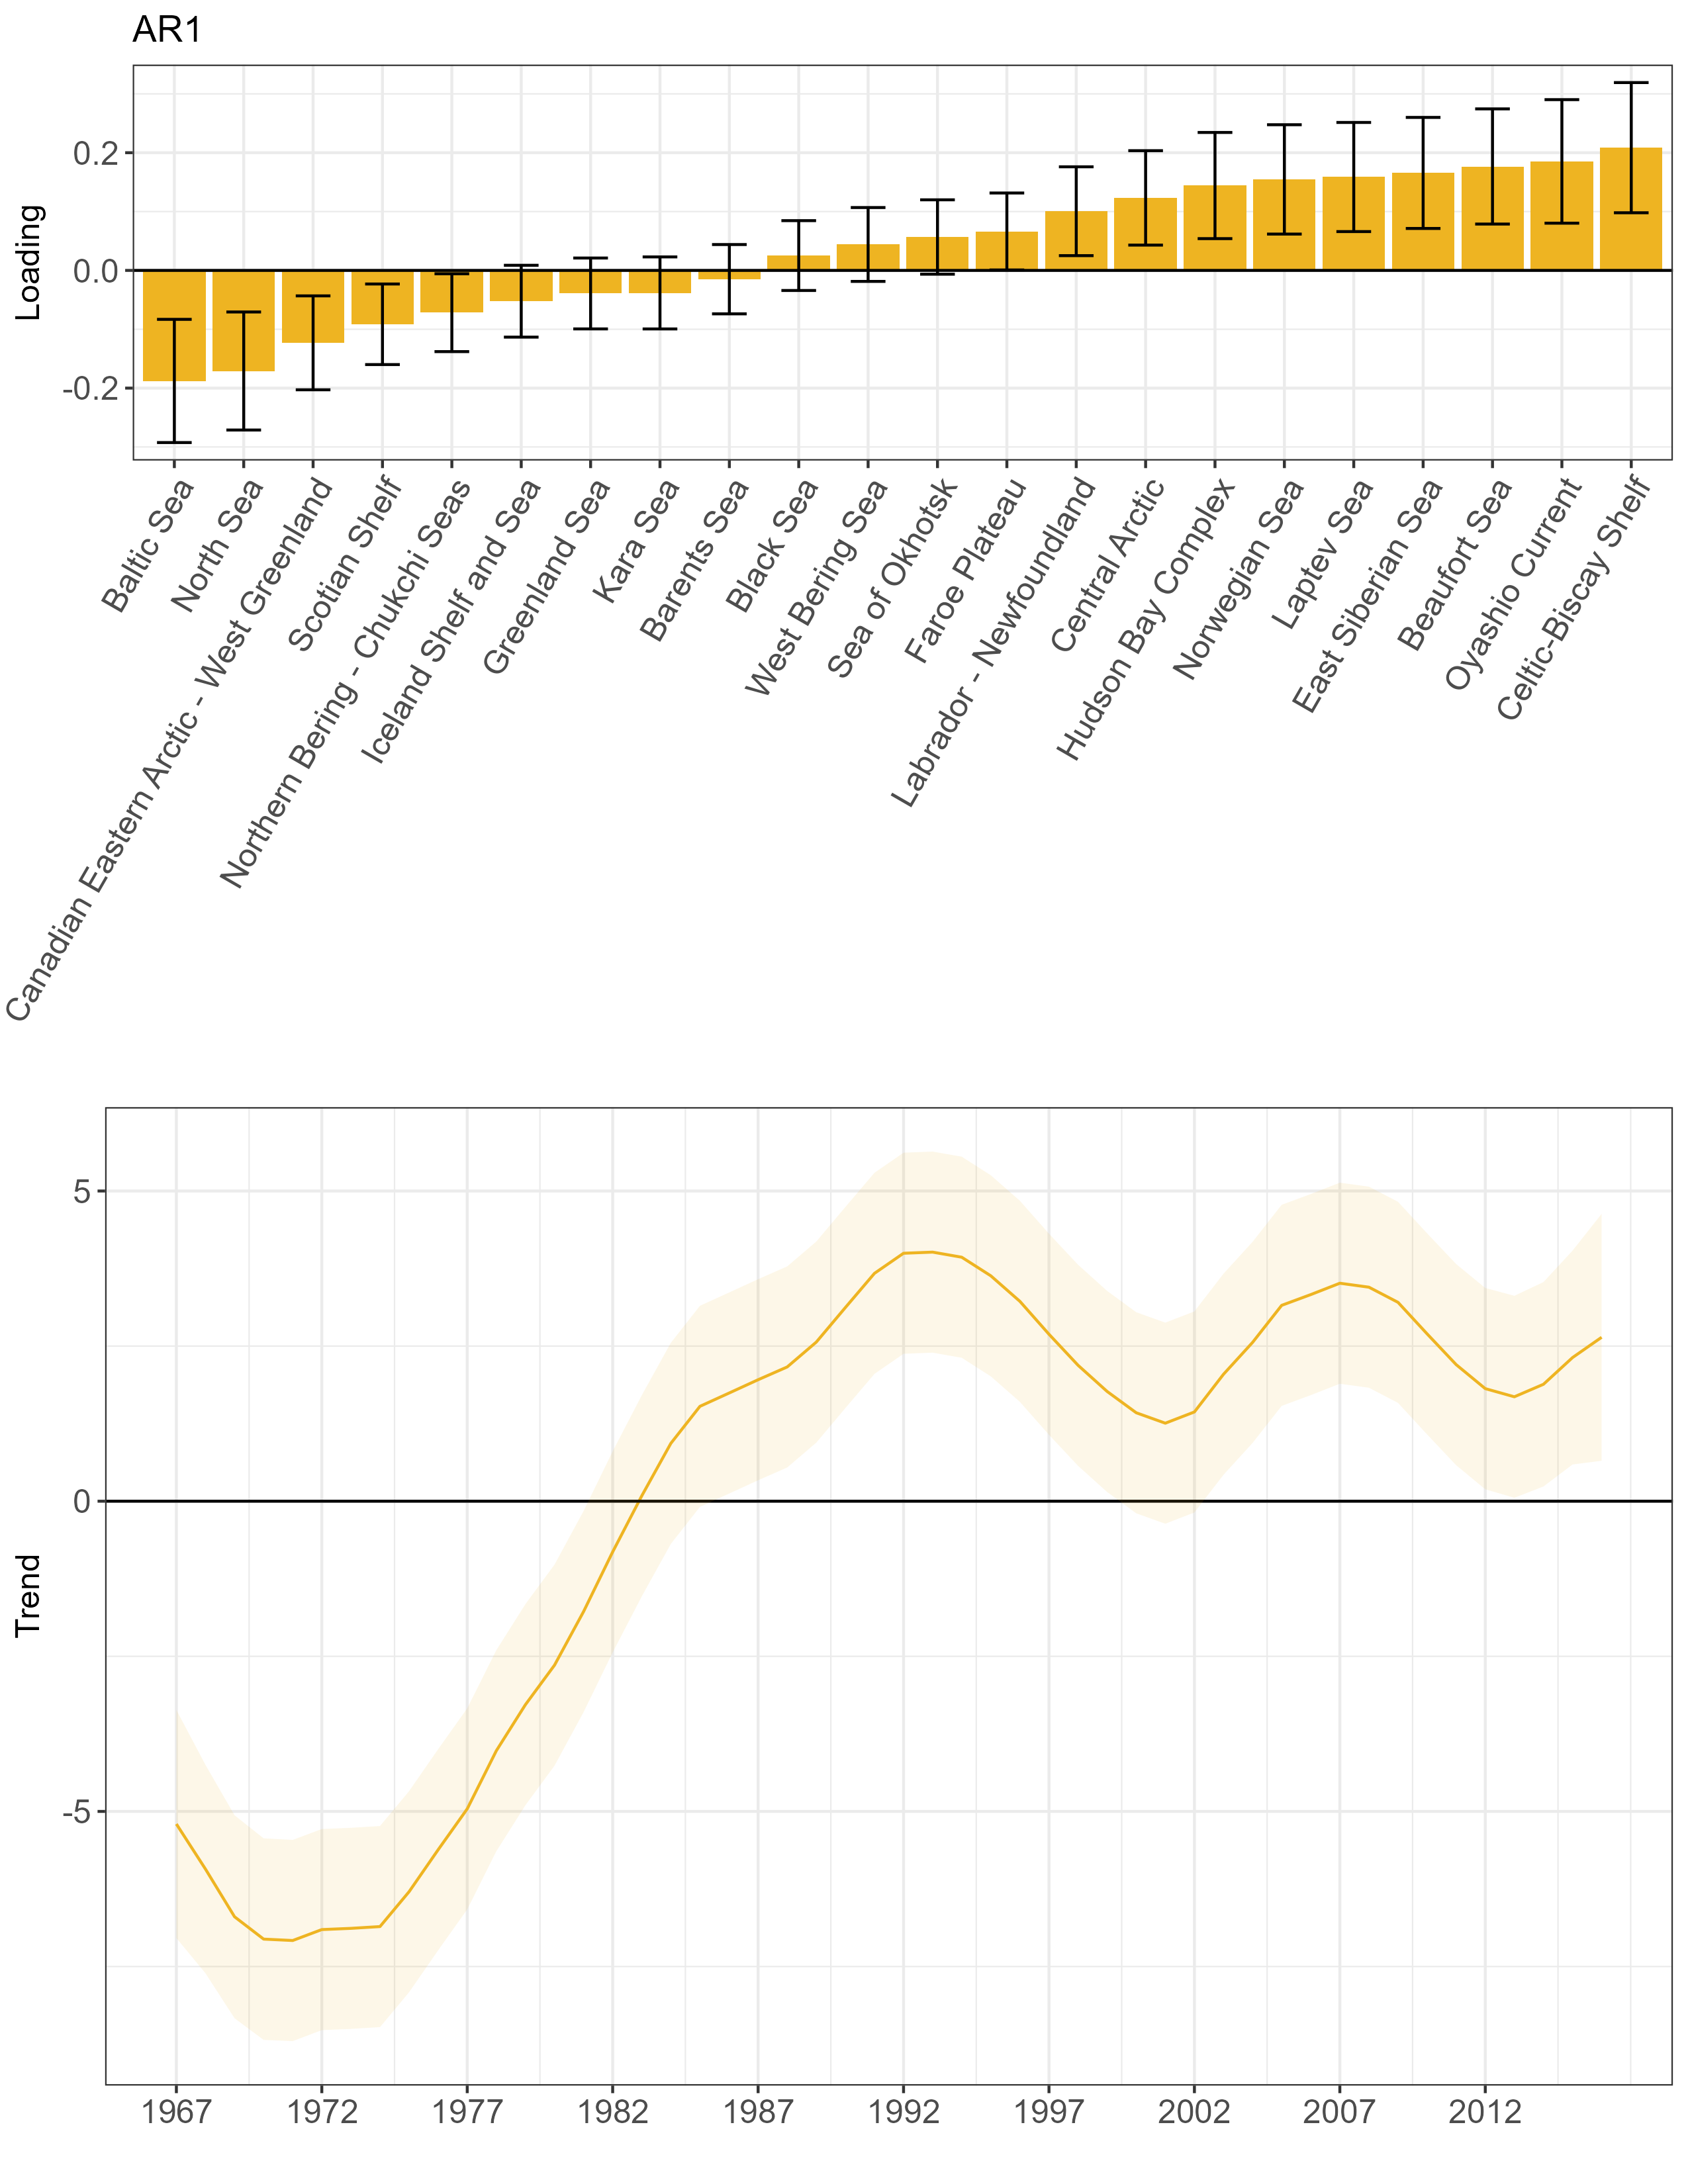 AR1
Loading
0.2
0.0
-0.2
Baltic Sea
North Sea
Canadian Eastern Arctic - West Greenland
Scotian Shelf
Northern Bering - Chukchi Seas
Iceland Shelf and Sea
Greenland Sea
Kara Sea
Barents Sea
Black Sea
West Bering Sea
Sea of Okhotsk
Faroe Plateau
Labrador - Newfoundland
Central Arctic
Hudson Bay Complex
Norwegian Sea
Laptev Sea
East Siberian Sea
Beaufort Sea
Oyashio Current
Celtic-Biscay Shelf
Trend
5
0
-5
1967 1972 1977 1982 1987 1992 1997 2002 2007 2012